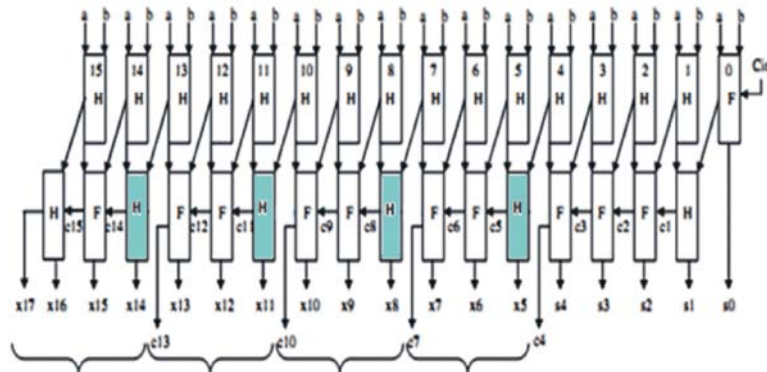 a b a b a b a b a b a b a b a b a b a b a b a b a b a b a b a b
15 14 13 12 11 10 9 8 7 6 5 4 3 2 1 0 Cin
H H H H H H H H H H H H H H H F
H F H F F H F F H F F H F F F H
c15 c14 c12 c11 c9 c8 c6 c5 c3 c2 c1
x17 x16 x15 x14 x13 x12 x11 x10 x9 x8 x7 x6 x5 s4 s3 s2 s1 s0
c13 c10 c7 c4